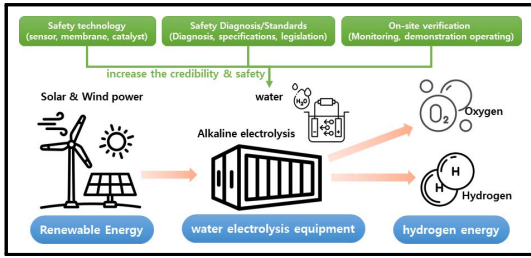 Safety technology
(sensor, membrane, catalyst)
Safety Diagnosis/Standards
(Diagnosis, specifications, legislation)
On-site verification
(Monitoring, demonstration operating)
increase the credibility & safety
Solar & Wind power
water
H₂O
Alkaline electrolysis
O₂
Oxygen
H
H
Hydrogen
Renewable Energy
water electrolysis equipment
hydrogen energy